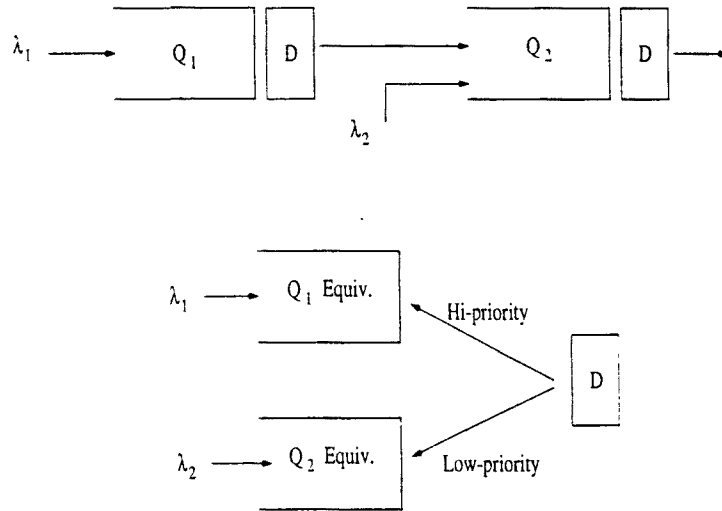 λ₁
Q₁
D
Q₂
D
λ₂
λ₁
Q₁ Equiv.
Hi-priority
D
λ₂
Q₂ Equiv.
Low-priority